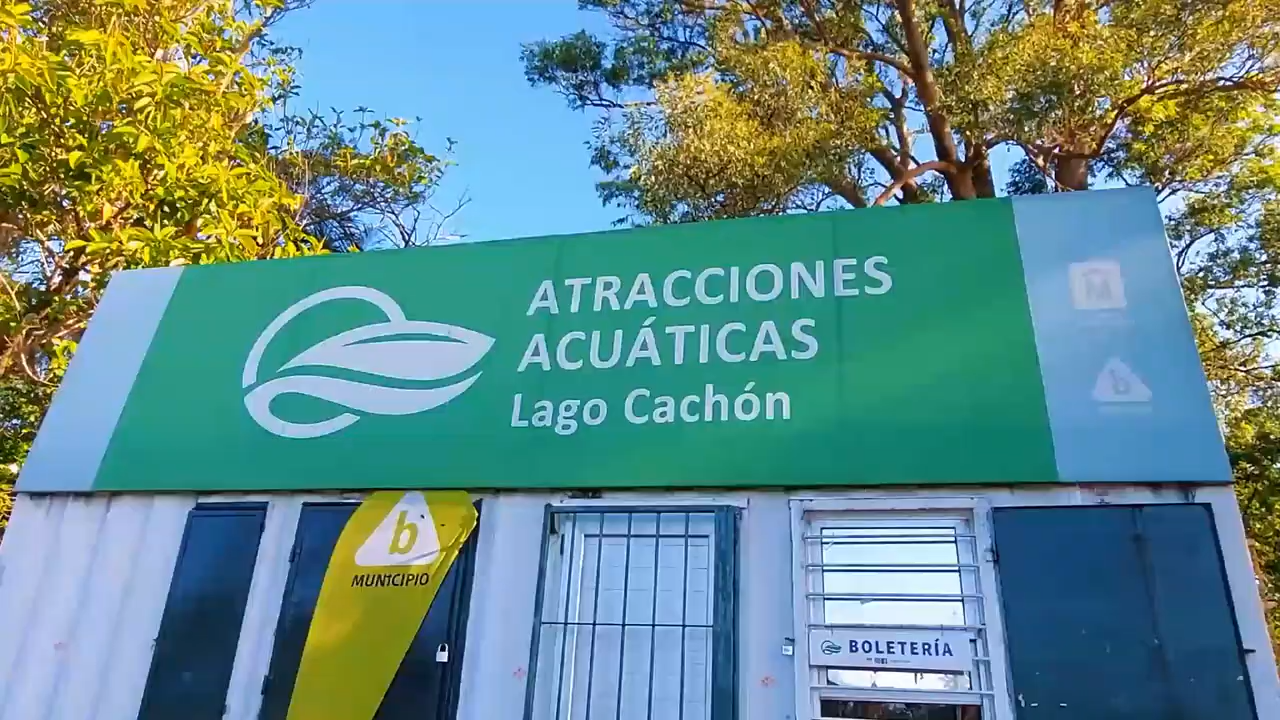 ATRACCIONES
ACUÁTICAS
Lago Cachón
b
MUNICIPIO
M
b
BOLETERÍA